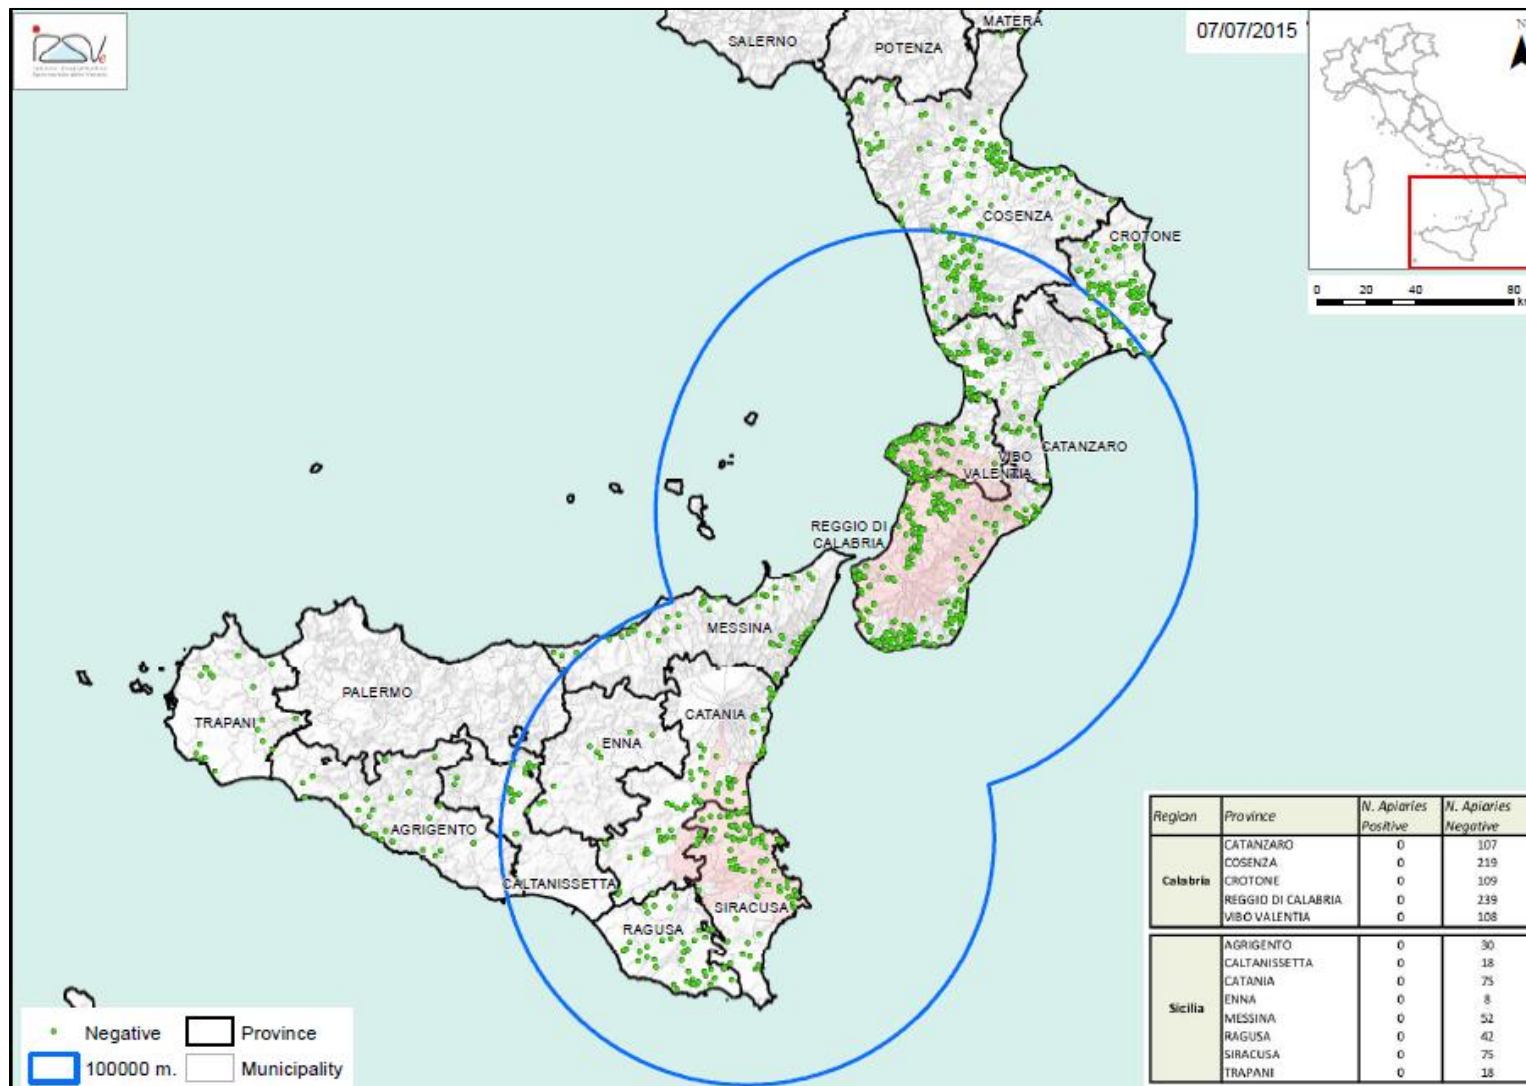 MATERA
SALERNO
POTENZA
07/07/2015
N
COSENZA
CROTONE
0 20 40 80
CATANZARO
VIBO
VALENTIA
REGGIO DI
CALABRIA
MESSINA
PALERMO
TRAPANI
CATANIA
ENNA
AGRIGENTO
CALTANISSETTA
SIRACUSA
RAGUSA
Region Province N. Apiaries Positive N. Apiaries Negative
Calabria
CATANZARO 0 107
COSENZA 0 219
CROTONE 0 109
REGGIO DI CALABRIA 0 239
VIBO VALENTIA 0 108
Sicilia
AGRIGENTO 0 30
CALTANISSETTA 0 18
CATANIA 0 75
ENNA 0 8
MESSINA 0 52
RAGUSA 0 42
SIRACUSA 0 75
TRAPANI 0 18
Negative Province
100000 m. Municipality